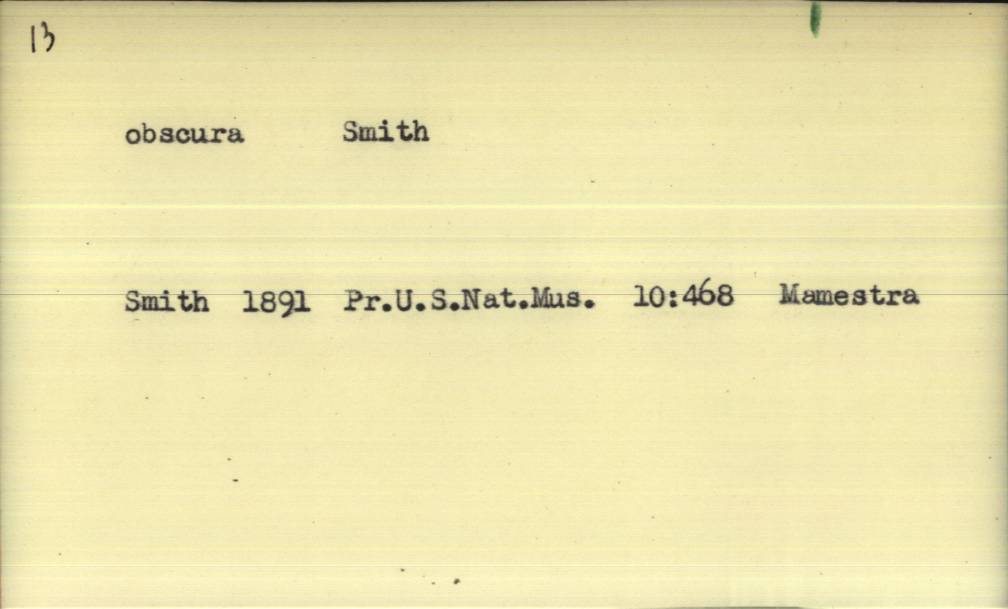 13
obscura Smith
Smith 1891 Pr.U.S.Nat.Mus. 10:468 Mamestra